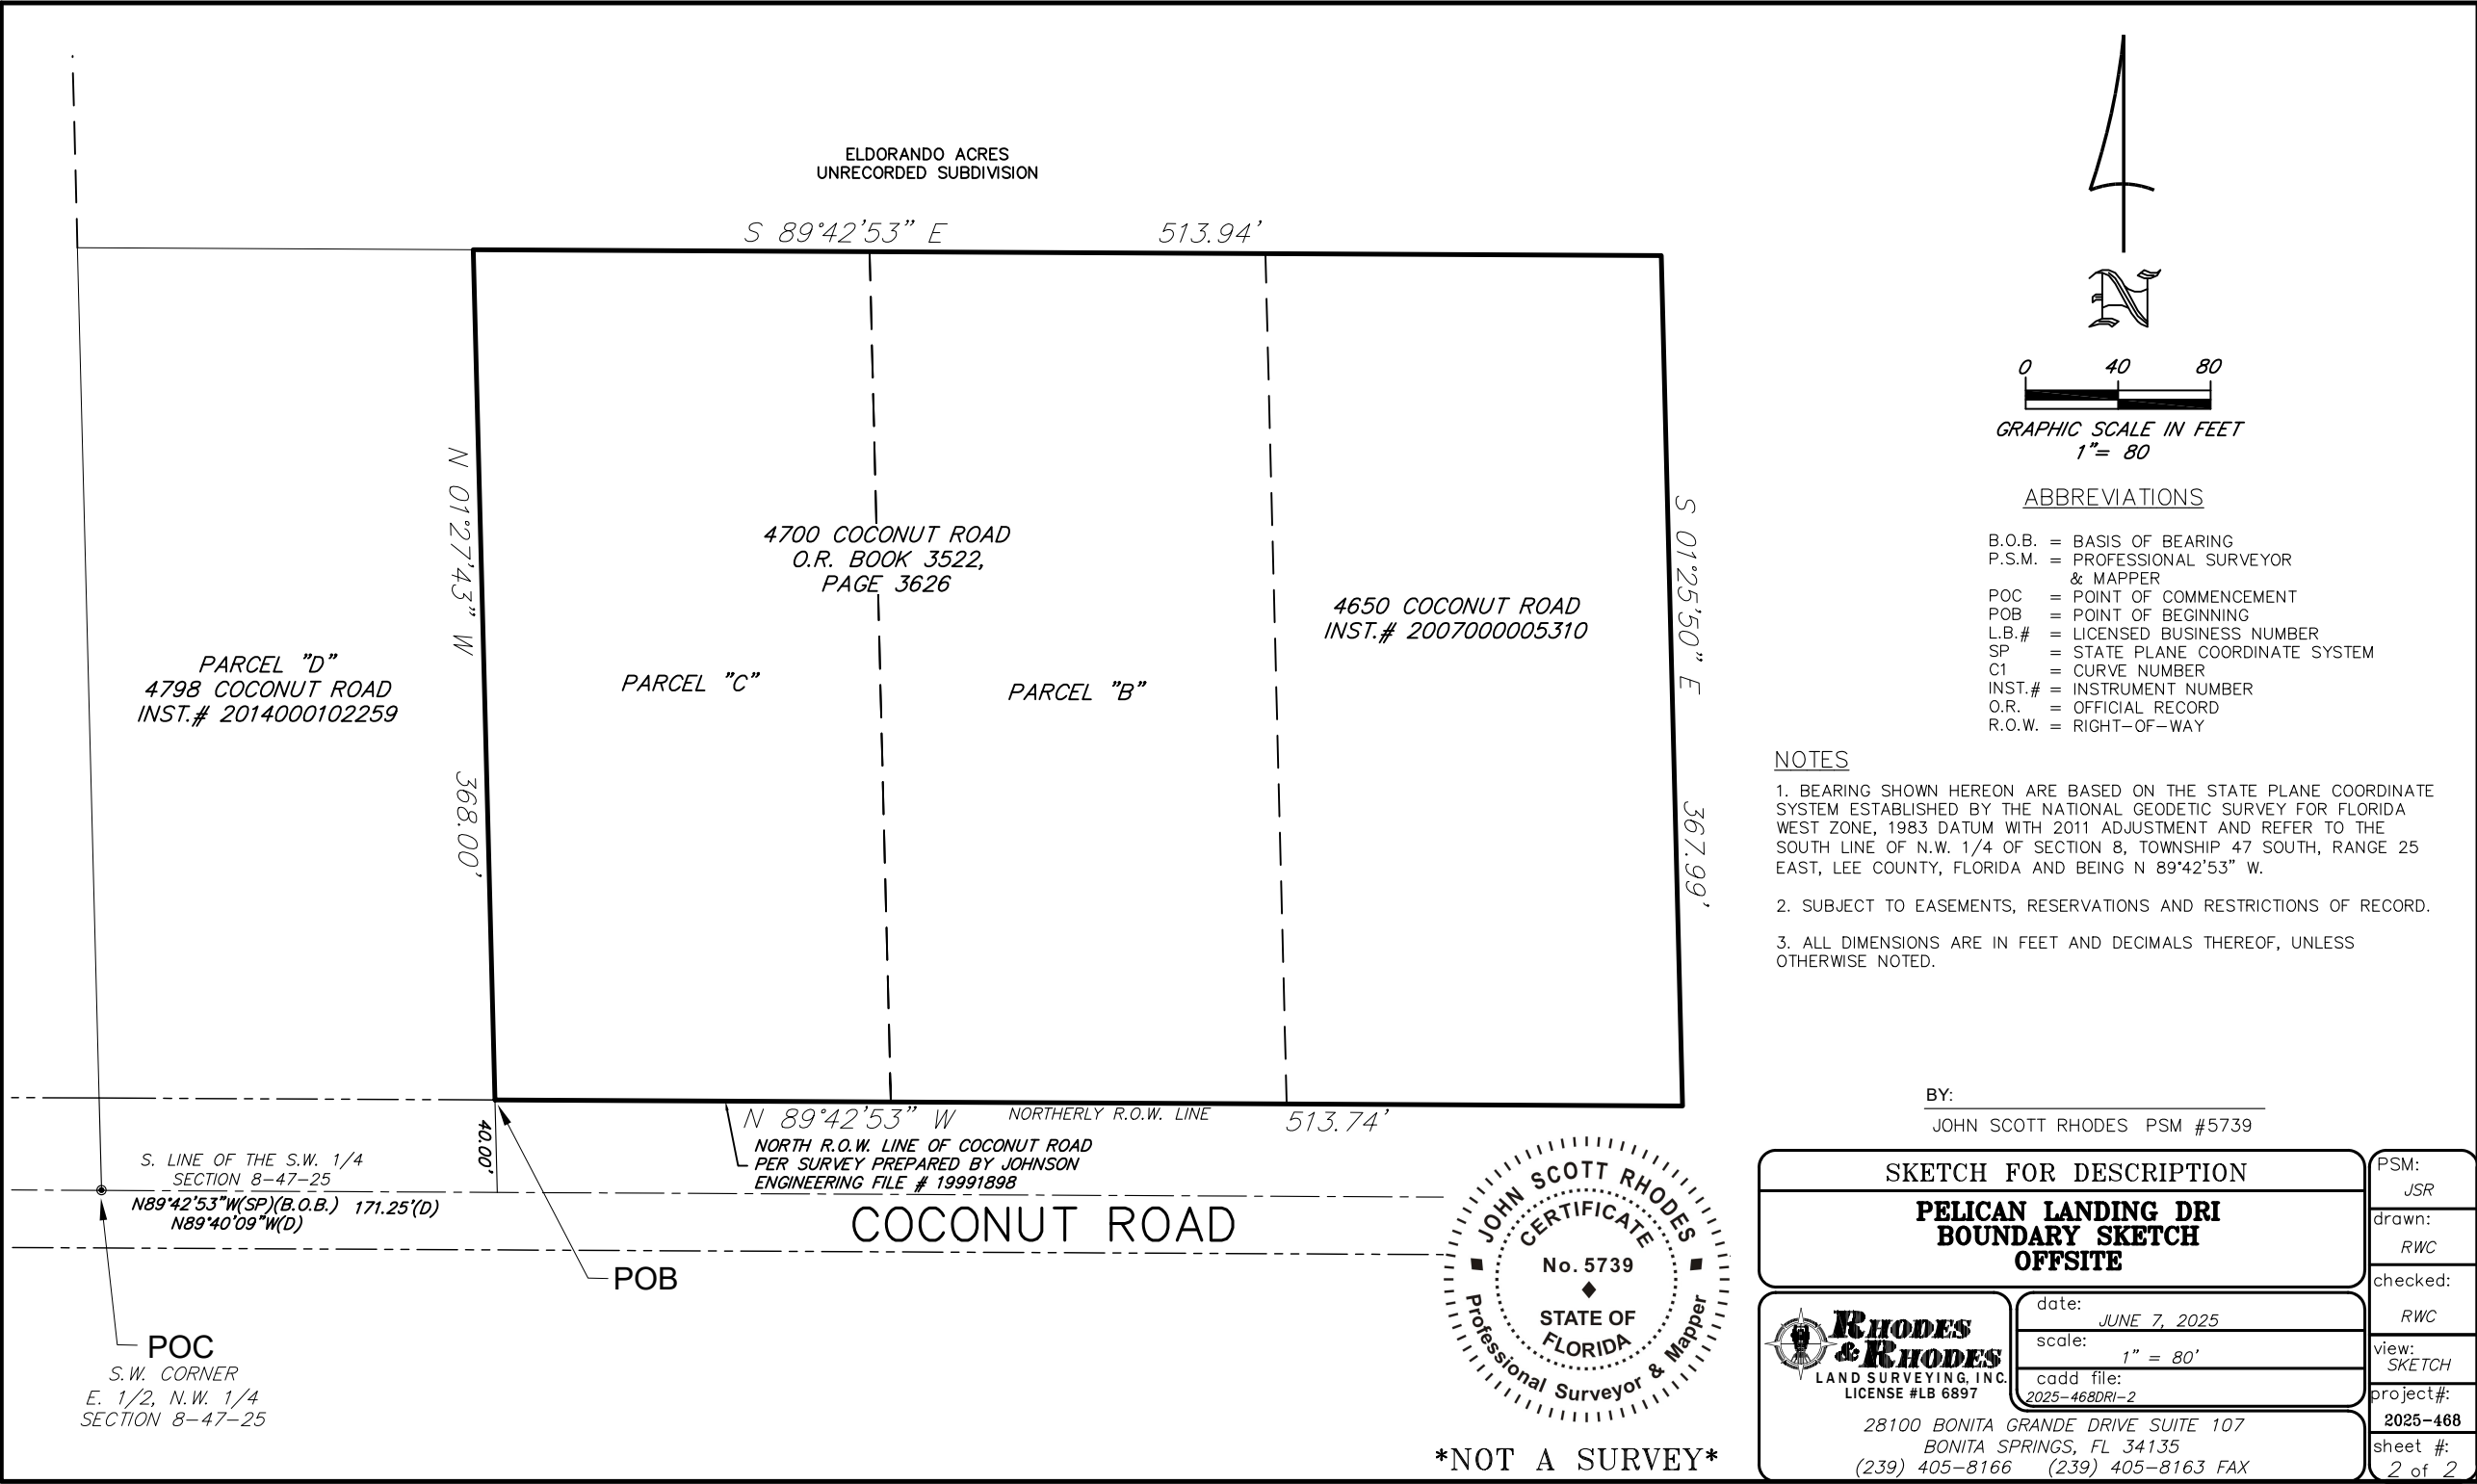 ELDORANDO ACRES
UNRECORDED SUBDIVISION
S 89°42'53" E 513.94'
N 01°27'43" W 368.00'
S 01°25'50" E 367.99'
4700 COCONUT ROAD
O.R. BOOK 3522,
PAGE 3626
4650 COCONUT ROAD
INST.# 2007000005310
PARCEL "D"
4798 COCONUT ROAD
INST.# 2014000102259
PARCEL "C"
PARCEL "B"
N 89°42'53" W NORTHERLY R.O.W. LINE 513.74'
NORTH R.O.W. LINE OF COCONUT ROAD
PER SURVEY PREPARED BY JOHNSON
ENGINEERING FILE # 19991898
40.00'
S. LINE OF THE S.W. 1/4
SECTION 8-47-25
N89°42'53"W(SP)(B.O.B.) 171.25'(D)
N89°40'09"W(D)
COCONUT ROAD
POB
POC
S.W. CORNER
E. 1/2, N.W. 1/4
SECTION 8-47-25
N
0 40 80
GRAPHIC SCALE IN FEET
1"= 80
ABBREVIATIONS
B.O.B. = BASIS OF BEARING
P.S.M. = PROFESSIONAL SURVEYOR
& MAPPER
POC = POINT OF COMMENCEMENT
POB = POINT OF BEGINNING
L.B.# = LICENSED BUSINESS NUMBER
SP = STATE PLANE COORDINATE SYSTEM
C1 = CURVE NUMBER
INST.# = INSTRUMENT NUMBER
O.R. = OFFICIAL RECORD
R.O.W. = RIGHT-OF-WAY
NOTES
1. BEARING SHOWN HEREON ARE BASED ON THE STATE PLANE COORDINATE
SYSTEM ESTABLISHED BY THE NATIONAL GEODETIC SURVEY FOR FLORIDA
WEST ZONE, 1983 DATUM WITH 2011 ADJUSTMENT AND REFER TO THE
SOUTH LINE OF N.W. 1/4 OF SECTION 8, TOWNSHIP 47 SOUTH, RANGE 25
EAST, LEE COUNTY, FLORIDA AND BEING N 89°42'53" W.
2. SUBJECT TO EASEMENTS, RESERVATIONS AND RESTRICTIONS OF RECORD.
3. ALL DIMENSIONS ARE IN FEET AND DECIMALS THEREOF, UNLESS
OTHERWISE NOTED.
BY:
JOHN SCOTT RHODES PSM #5739
JOHN SCOTT RHODES
CERTIFICATE
No. 5739
STATE OF
FLORIDA
Professional Surveyor & Mapper
*NOT A SURVEY*
SKETCH FOR DESCRIPTION
PELICAN LANDING DRI
BOUNDARY SKETCH
OFFSITE
RHODES
& RHODES
LAND SURVEYING, INC.
LICENSE #LB 6897
date:
JUNE 7, 2025
scale:
1" = 80'
cadd file:
2025-468DRI-2
28100 BONITA GRANDE DRIVE SUITE 107
BONITA SPRINGS, FL 34135
(239) 405-8166 (239) 405-8163 FAX
PSM:
JSR
drawn:
RWC
checked:
RWC
view:
SKETCH
project#:
2025-468
sheet #:
2 of 2